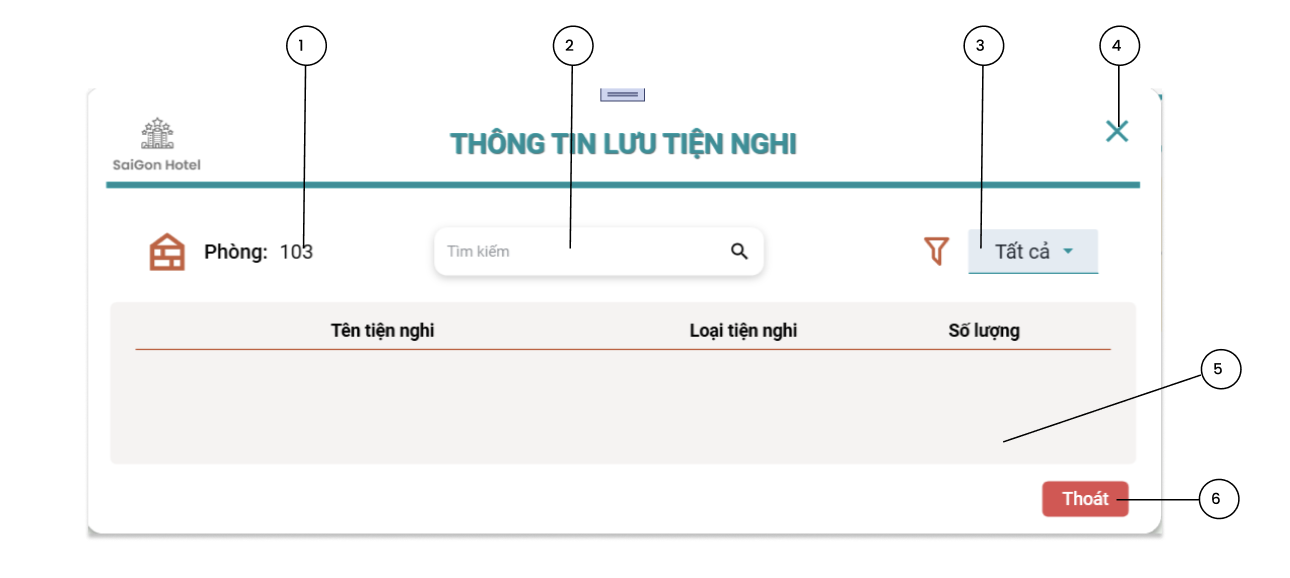 1 2 3 4
THÔNG TIN LƯU TIỆN NGHI
SaiGon Hotel
Phòng: 103 Tìm kiếm Tất cả
Tên tiện nghi Loại tiện nghi Số lượng
5
Thoát 6